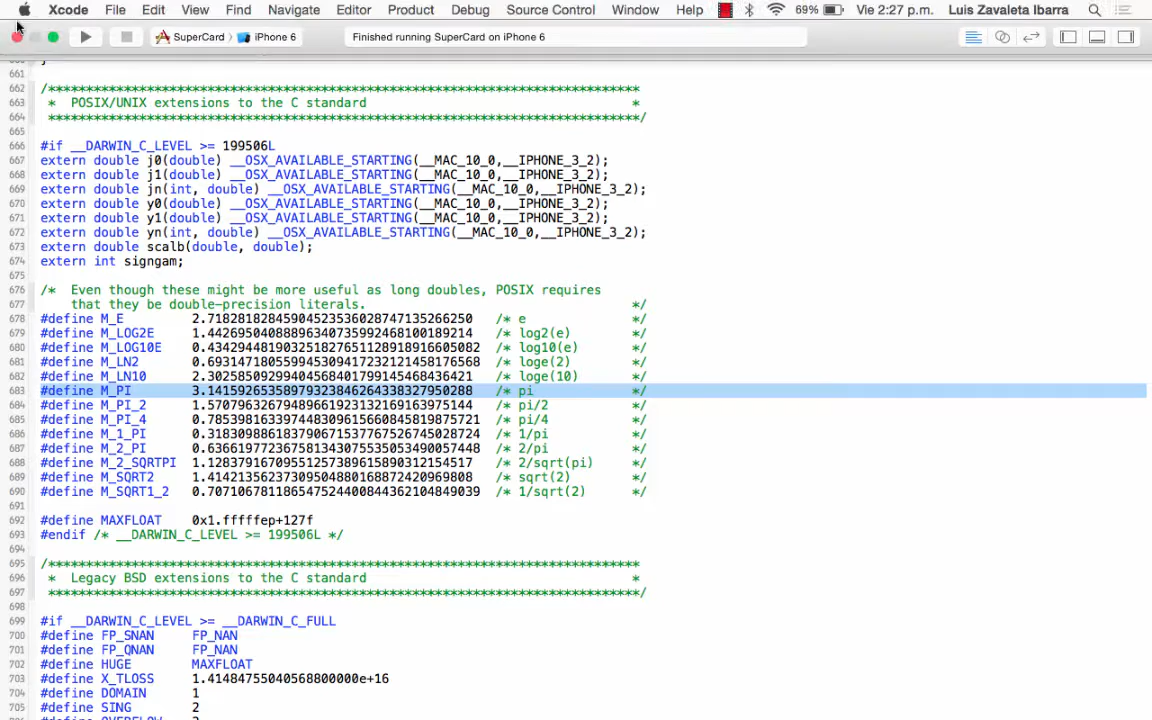 Xcode File Edit View Find Navigate Editor Product Debug Source Control Window Help 69% Vie 2:27 p.m. Luis Zavaleta Ibarra
SuperCard iPhone 6 Finished running SuperCard on iPhone 6
661
662 /******************************************************************************
663 * POSIX/UNIX extensions to the C standard *
664 ******************************************************************************/
665
666 #if __DARWIN_C_LEVEL >= 199506L
667 extern double j0(double) __OSX_AVAILABLE_STARTING(__MAC_10_0,__IPHONE_3_2);
668 extern double j1(double) __OSX_AVAILABLE_STARTING(__MAC_10_0,__IPHONE_3_2);
669 extern double jn(int, double) __OSX_AVAILABLE_STARTING(__MAC_10_0,__IPHONE_3_2);
670 extern double y0(double) __OSX_AVAILABLE_STARTING(__MAC_10_0,__IPHONE_3_2);
671 extern double y1(double) __OSX_AVAILABLE_STARTING(__MAC_10_0,__IPHONE_3_2);
672 extern double yn(int, double) __OSX_AVAILABLE_STARTING(__MAC_10_0,__IPHONE_3_2);
673 extern double scalb(double, double);
674 extern int signgam;
675
676 /* Even though these might be more useful as long doubles, POSIX requires
677 that they be double-precision literals. */
678 #define M_E 2.71828182845904523536028747135266250 /* e */
679 #define M_LOG2E 1.44269504088896340735992468100189214 /* log2(e) */
680 #define M_LOG10E 0.434294481903251827651128918916605082 /* log10(e) */
681 #define M_LN2 0.693147180559945309417232121458176568 /* loge(2) */
682 #define M_LN10 2.30258509299404568401799145468436421 /* loge(10) */
683 #define M_PI 3.14159265358979323846264338327950288 /* pi */
684 #define M_PI_2 1.57079632679489661923132169163975144 /* pi/2 */
685 #define M_PI_4 0.785398163397448309615660845819875721 /* pi/4 */
686 #define M_1_PI 0.318309886183790671537767526745028724 /* 1/pi */
687 #define M_2_PI 0.636619772367581343075535053490057448 /* 2/pi */
688 #define M_2_SQRTPI 1.12837916709551257389615890312154517 /* 2/sqrt(pi) */
689 #define M_SQRT2 1.41421356237309504880168872420969808 /* sqrt(2) */
690 #define M_SQRT1_2 0.707106781186547524400844362104849039 /* 1/sqrt(2) */
691
692 #define MAXFLOAT 0x1.fffffep+127f
693 #endif /* __DARWIN_C_LEVEL >= 199506L */
694
695 /******************************************************************************
696 * Legacy BSD extensions to the C standard *
697 ******************************************************************************/
698
699 #if __DARWIN_C_LEVEL >= __DARWIN_C_FULL
700 #define FP_SNAN FP_NAN
701 #define FP_QNAN FP_NAN
702 #define HUGE MAXFLOAT
703 #define X_TLOSS 1.41484755040568800000e+16
704 #define DOMAIN 1
705 #define SING 2